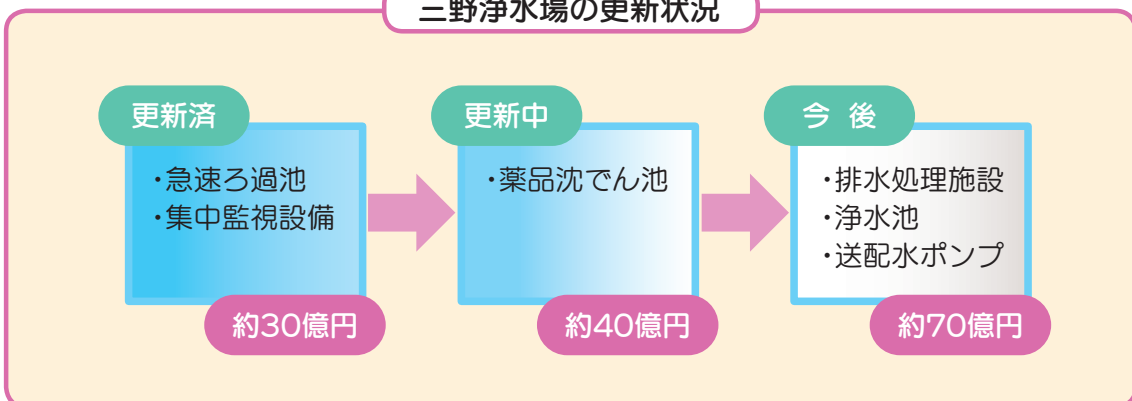 三野浄水場の更新状況
更新済
・急速ろ過池
・集中監視設備
約30億円
更新中
・薬品沈でん池
約40億円
今 後
・排水処理施設
・浄水池
・送配水ポンプ
約70億円